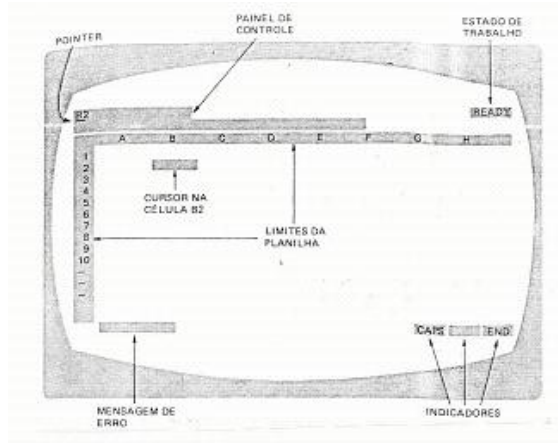 PAINEL DE
CONTROLE
ESTADO DE
TRABALHO
POINTER
B2
READY
A B C D E F G H
1
2
3
4
5
6
7
8
9
10
CURSOR NA
CÉLULA B2
LIMITES DA
PLANILHA
CAPS
END
MENSAGEM DE
ERRO
INDICADORES